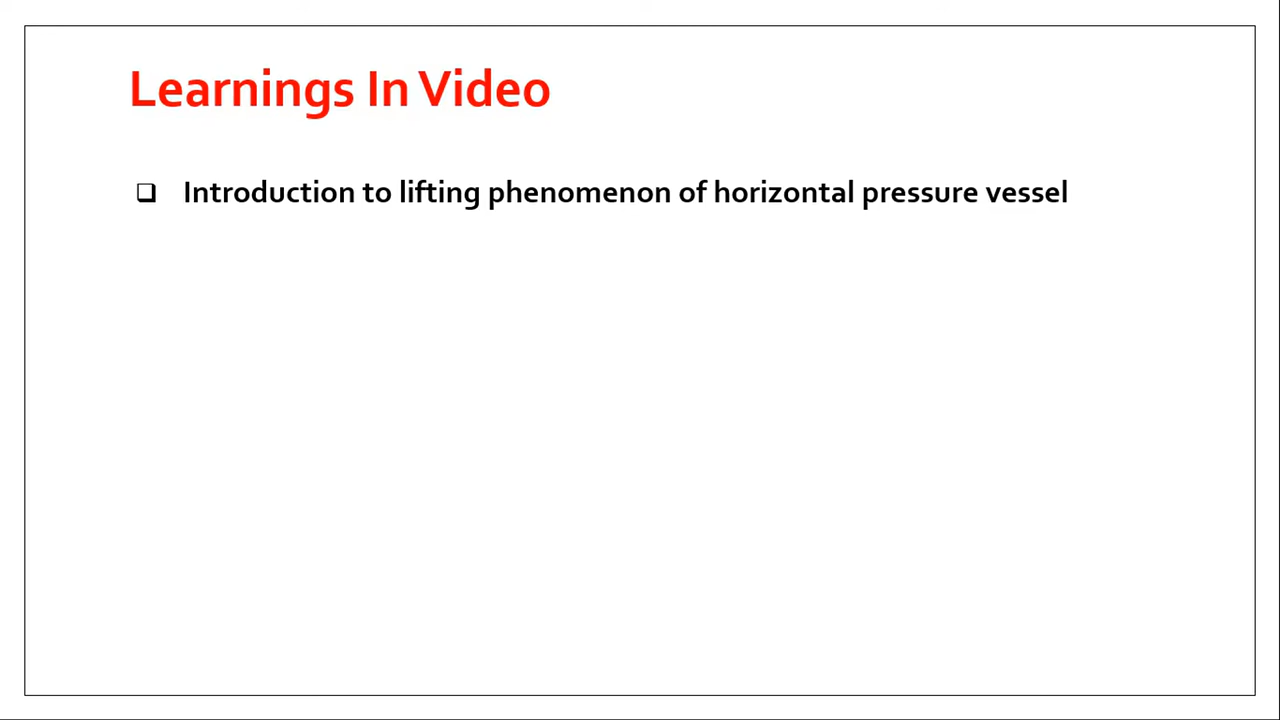 Learnings In Video
Introduction to lifting phenomenon of horizontal pressure vessel